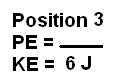 Position 3
PE = ____
KE = 6 J